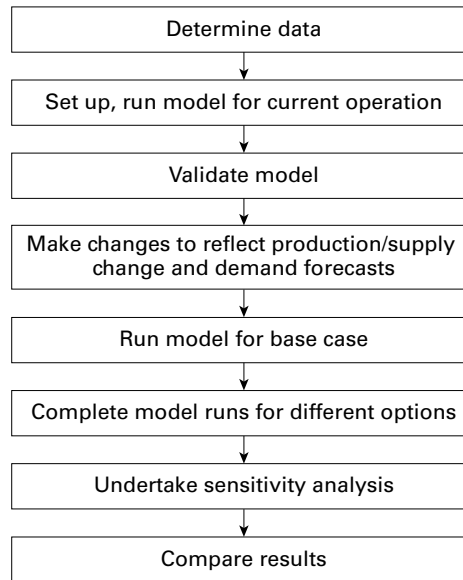 Determine data
Set up, run model for current operation
Validate model
Make changes to reflect production/supply
change and demand forecasts
Run model for base case
Complete model runs for different options
Undertake sensitivity analysis
Compare results